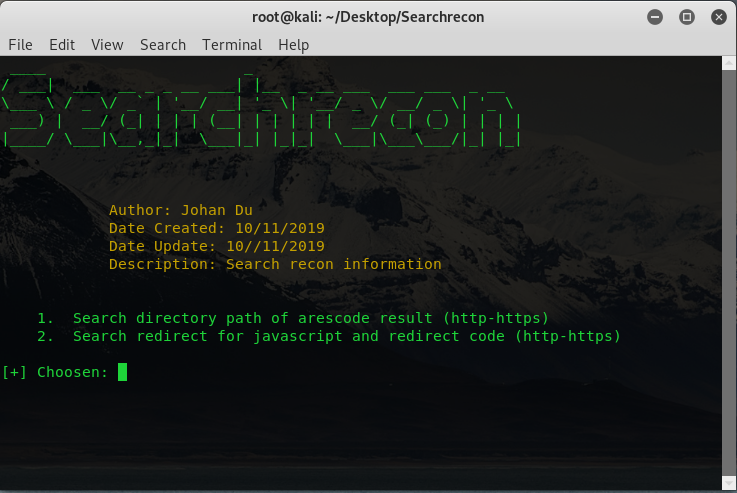 root@kali: ~/Desktop/Searchrecon
File Edit View Search Terminal Help
Searchrecon
Author: Johan Du
Date Created: 10/11/2019
Date Update: 10//11/2019
Description: Search recon information
1. Search directory path of arescode result (http-https)
2. Search redirect for javascript and redirect code (http-https)
[+] Choosen: